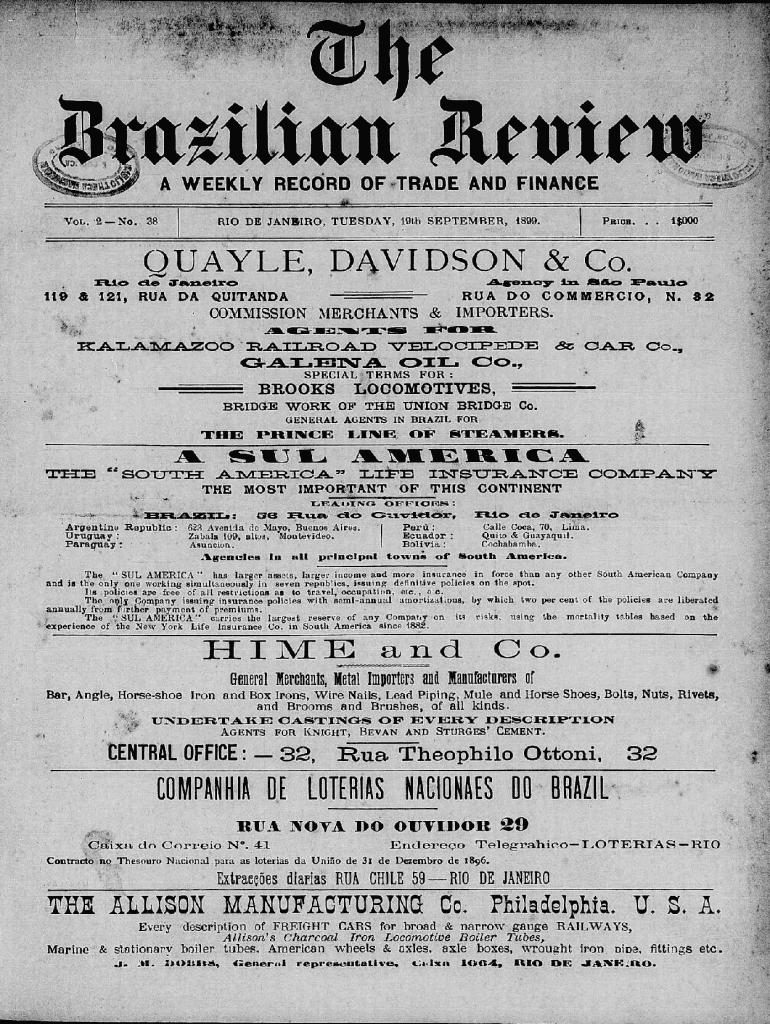 The
Brazilian Review
A WEEKLY RECORD OF TRADE AND FINANCE
VOL. 2 — No. 38
RIO DE JANEIRO, TUESDAY, 19th SEPTEMBER, 1899.
PRICE. . . 1$000
QUAYLE, DAVIDSON & Co.
Rio de Janeiro
Agency in São Paulo
119 & 121, RUA DA QUITANDA
RUA DO COMMERCIO, N. 32
COMMISSION MERCHANTS & IMPORTERS.
AGENTS FOR
KALAMAZOO RAILROAD VELOCIPEDE & CAR Co.,
GALENA OIL Co.,
SPECIAL TERMS FOR:
BROOKS LOCOMOTIVES,
BRIDGE WORK OF THE UNION BRIDGE Co.
GENERAL AGENTS IN BRAZIL FOR
THE PRINCE LINE OF STEAMERS.
A SUL AMERICA
THE "SOUTH AMERICA" LIFE INSURANCE COMPANY
THE MOST IMPORTANT OF THIS CONTINENT
LEADING OFFICES:
BRAZIL: 56 Rua do Ouvidor, Rio de Janeiro
Argentine Republic: 623 Avenida de Mayo, Buenos Aires.
Uruguay: Zabala 109, altos, Montevideo.
Paraguay: Asuncion.
Perú: Calle Coca, 70, Lima.
Ecuador: Quito & Guayaquil.
Bolivia: Cochabamba.
Agencies in all principal towns of South America.
The "SUL AMERICA" has larger assets, larger income and more insurance in force than any other South American Company
and is the only one working simultaneously in seven republics, issuing definitive policies on the spot.
Its policies are free of all restrictions as to travel, occupation, etc.,
The only Company issuing insurance policies with semi-annual amortizations, by which two per cent of the policies are liberated
annually from further payment of premiums.
The "SUL AMERICA" carries the largest reserve of any Company on its risks, using the mortality tables based on the
experience of the New York Life Insurance Co. in South America since 1882.
HIME and Co.
General Merchants, Metal Importers and Manufacturers of
Bar, Angle, Horse-shoe Iron and Box Irons, Wire Nails, Lead Piping, Mule and Horse Shoes, Bolts, Nuts, Rivets,
and Brooms and Brushes, of all kinds.
UNDERTAKE CASTINGS OF EVERY DESCRIPTION
AGENTS FOR KNIGHT, BEVAN AND STURGES' CEMENT.
CENTRAL OFFICE: — 32, Rua Theophilo Ottoni, 32
COMPANHIA DE LOTERIAS NACIONAES DO BRAZIL
RUA NOVA DO OUVIDOR 29
Caixa do Correio Nº. 41
Endereço Telegrahico—LOTERIAS—RIO
Contracto no Thesouro Nacional para as loterias da União de 31 de Dezembro de 1896.
Extracções diarias RUA CHILE 59—RIO DE JANEIRO
THE ALLISON MANUFACTURING Co. Philadelphia. U. S. A.
Every description of FREIGHT CARS for broad & narrow gauge RAILWAYS,
Allison's Charcoal Iron Locomotive Boiler Tubes,
Marine & stationary boiler tubes, American wheels & axles, axle boxes, wrought iron pipe, fittings etc.
J. M. DOBBS, General representative, Caixa 1064, RIO DE JANEIRO.